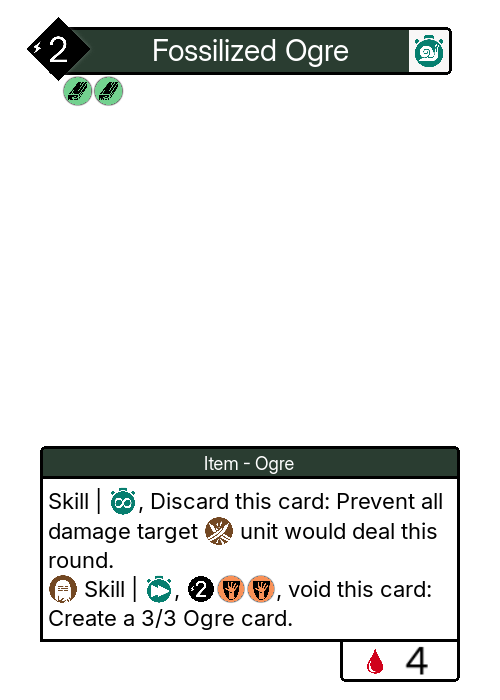 2 Fossilized Ogre
Item - Ogre
Skill | , Discard this card: Prevent all
damage target unit would deal this
round.
Skill | , 2 , void this card:
Create a 3/3 Ogre card.
4